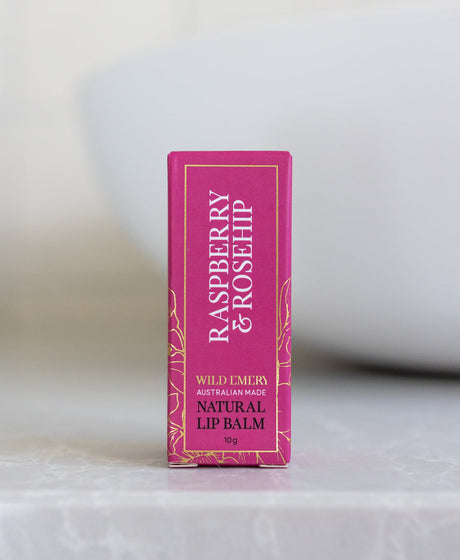 RASPBERRY
& ROSEHIP
WILD EMERY
AUSTRALIAN MADE
NATURAL
LIP BALM
10g